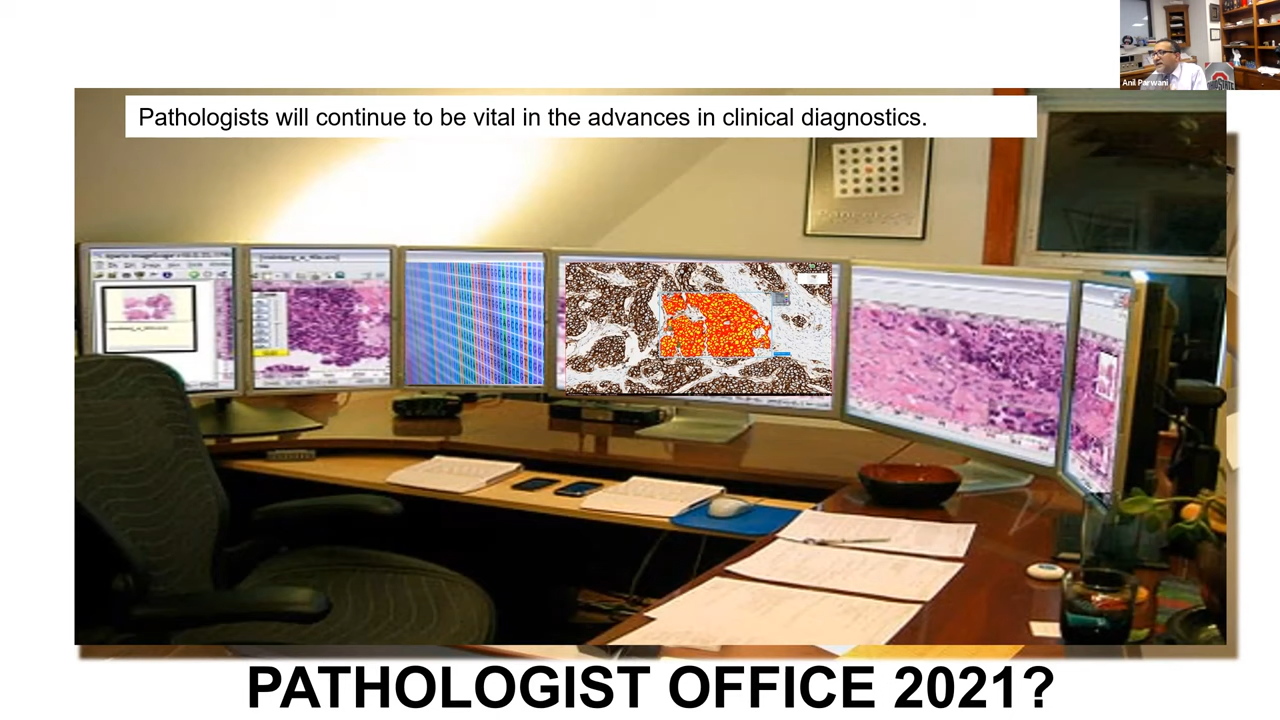 Anil Parwani
Pathologists will continue to be vital in the advances in clinical diagnostics.
PATHOLOGIST OFFICE 2021?